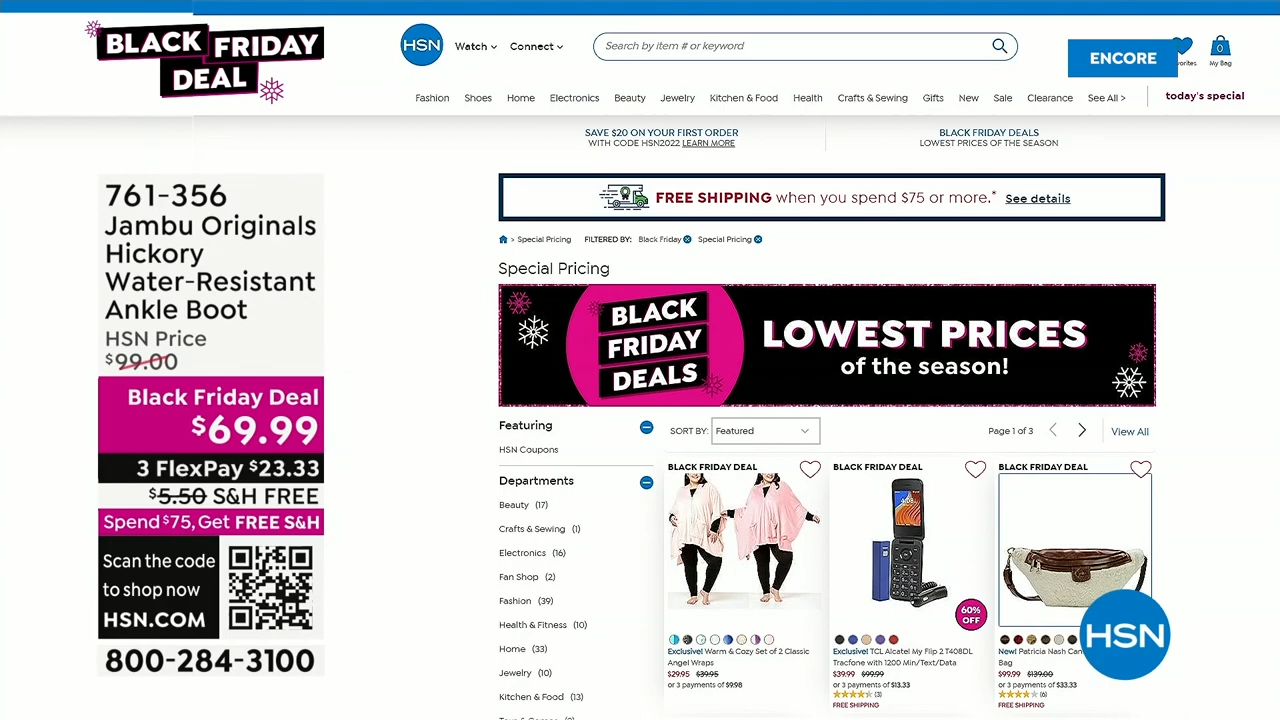 BLACK FRIDAY
DEAL
HSN
Watch
Connect
Search by item # or keyword
ENCORE
My Bag
0
Fashion Shoes Home Electronics Beauty Jewelry Kitchen & Food Health Crafts & Sewing Gifts New Sale Clearance See All > today's special
SAVE $20 ON YOUR FIRST ORDER
WITH CODE HSN2022 LEARN MORE
BLACK FRIDAY DEALS
LOWEST PRICES OF THE SEASON
761-356
Jambu Originals
Hickory
Water-Resistant
Ankle Boot
HSN Price
$99.00
Black Friday Deal
$69.99
3 FlexPay $23.33
$5.50 S&H FREE
Spend $75, Get FREE S&H
Scan the code
to shop now
HSN.COM
800-284-3100
FREE SHIPPING when you spend $75 or more.* See details
> Special Pricing FILTERED BY: Black Friday Special Pricing
Special Pricing
BLACK
FRIDAY
DEALS
LOWEST PRICES
of the season!
Featuring
HSN Coupons
Departments
Beauty (17)
Crafts & Sewing (1)
Electronics (16)
Fan Shop (2)
Fashion (39)
Health & Fitness (10)
Home (33)
Jewelry (10)
Kitchen & Food (13)
SORT BY: Featured
Page 1 of 3
View All
BLACK FRIDAY DEAL
Exclusive! Warm & Cozy Set of 2 Classic
Angel Wraps
$29.95 $39.95
or 3 payments of $9.98
BLACK FRIDAY DEAL
4:08
60%
OFF
Exclusive! TCL Alcatel My Flip 2 T408DL
Tracfone with 1200 Min/Text/Data
$39.99 $99.99
or 3 payments of $13.33
(3)
FREE SHIPPING
BLACK FRIDAY DEAL
New! Patricia Nash Can
Bag
$99.99 $139.00
or 3 payments of $33.33
(6)
FREE SHIPPING
HSN